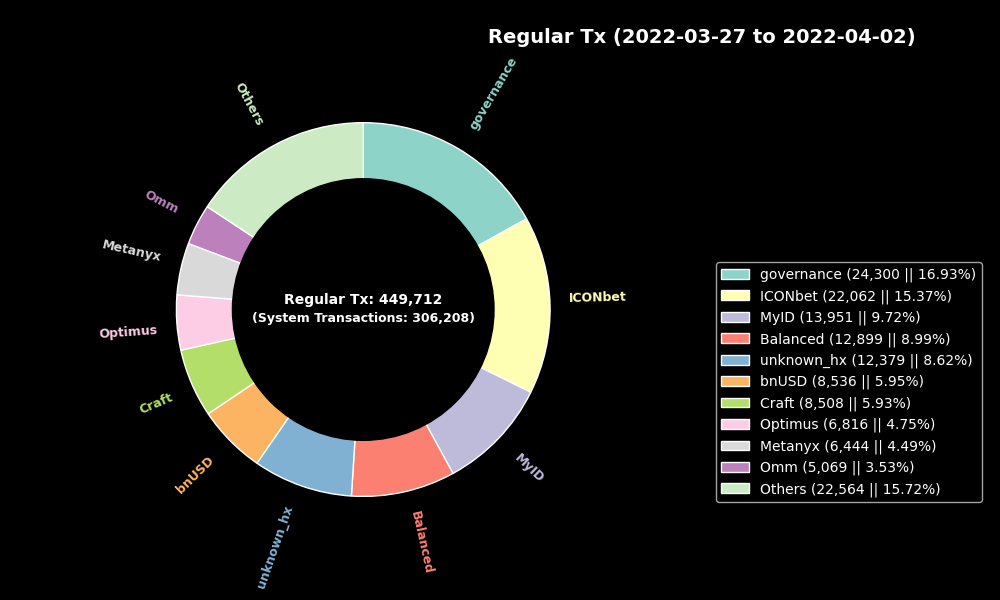 Regular Tx (2022-03-27 to 2022-04-02)
governance
Others
Omm
Metanyx
ICONbet
Regular Tx: 449,712
(System Transactions: 306,208)
Optimus
Craft
bnUSD
MyID
unknown_hx
Balanced
governance (24,300 || 16.93%)
ICONbet (22,062 || 15.37%)
MyID (13,951 || 9.72%)
Balanced (12,899 || 8.99%)
unknown_hx (12,379 || 8.62%)
bnUSD (8,536 || 5.95%)
Craft (8,508 || 5.93%)
Optimus (6,816 || 4.75%)
Metanyx (6,444 || 4.49%)
Omm (5,069 || 3.53%)
Others (22,564 || 15.72%)